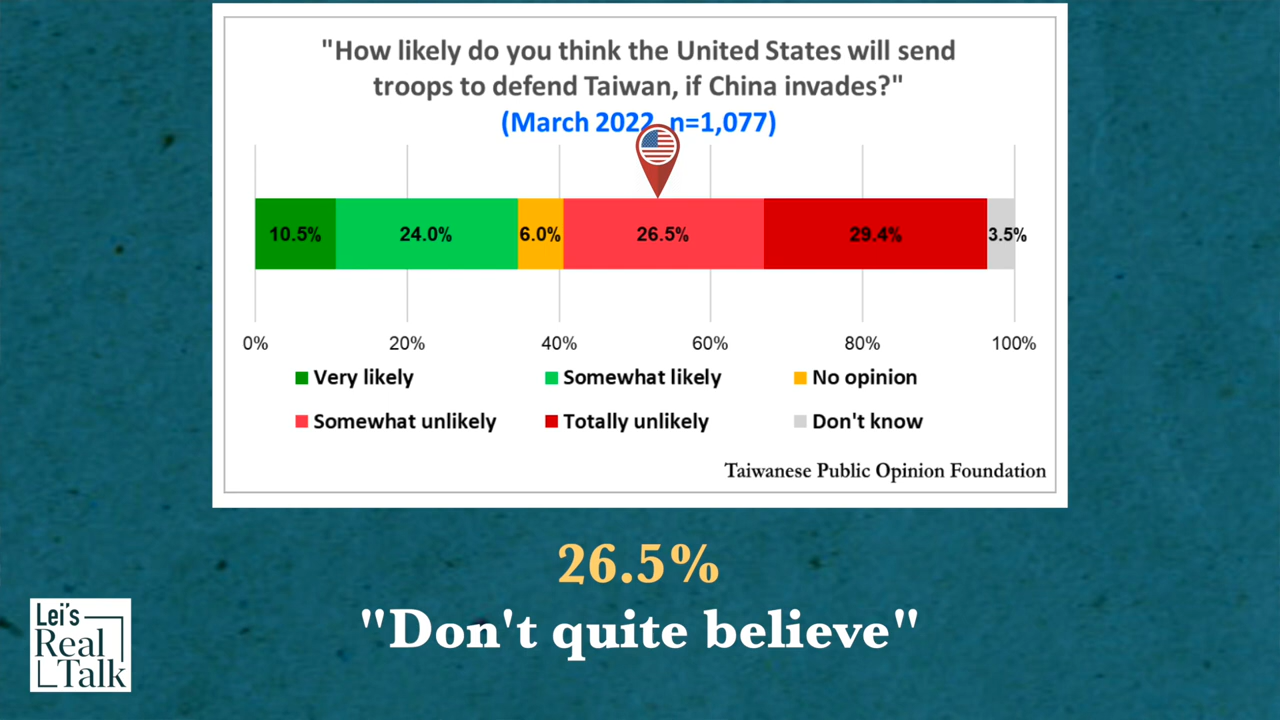 "How likely do you think the United States will send
troops to defend Taiwan, if China invades?"
(March 2022, n=1,077)
10.5% 24.0% 6.0% 26.5% 29.4% 3.5%
0% 20% 40% 60% 80% 100%
Very likely Somewhat likely No opinion
Somewhat unlikely Totally unlikely Don't know
Taiwanese Public Opinion Foundation
26.5%
"Don't quite believe"
Lei's
Real
Talk